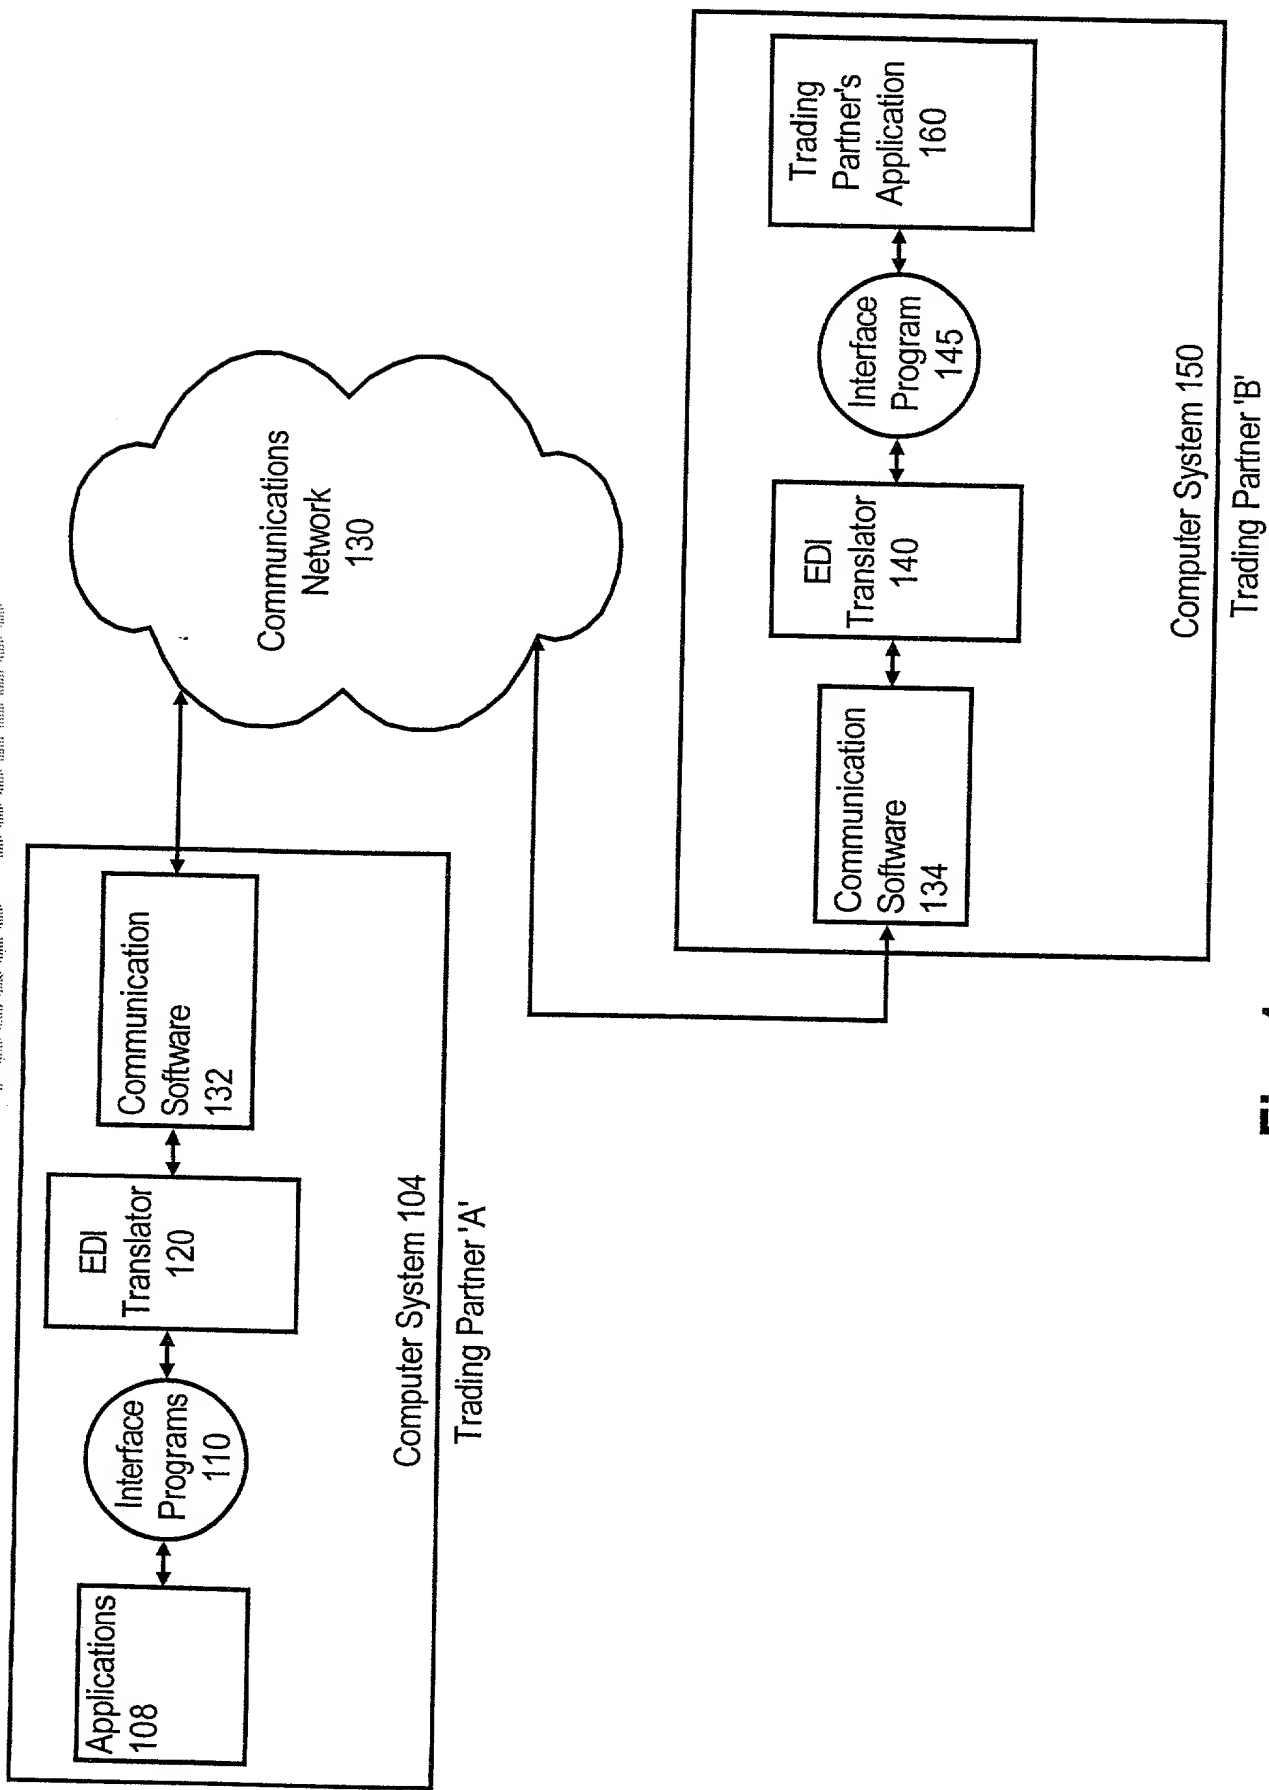 Applications
108
Interface
Programs
110
EDI
Translator
120
Communication
Software
132
Computer System 104
Trading Partner 'A'
Communications
Network
130
Communication
Software
134
EDI
Translator
140
Interface
Program
145
Trading
Partner's
Application
160
Computer System 150
Trading Partner 'B'